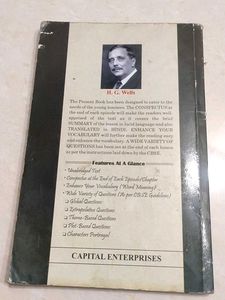 H. G. Wells
The Present Book has been designed to cater to the
needs of the young learners. The CONSPECTUS at
the end of each episode will make the readers well-
apprised of the text as it covers the brief
SUMMARY of the lesson in lucid language and also
TRANSLATED in HINDI. ENHANCE YOUR
VOCABULARY will further make the reading easy
and enhance the vocabulary. A WIDE VARIETY OF
QUESTIONS has been set at the end of each lesson
as per the instructions laid down by the CBSE.
Features At A Glance
Unabridged Text
Conspectus at the End of Each Episode/Chapter
Enhance Your Vocabulary (Word Meaning)
Wide Variety of Questions (As per CBSE Guidelines)
Global Questions
Extrapolative Questions
Theme-Based Questions
Plot-Based Questions
Characters Portrayal
CAPITAL ENTERPRISES